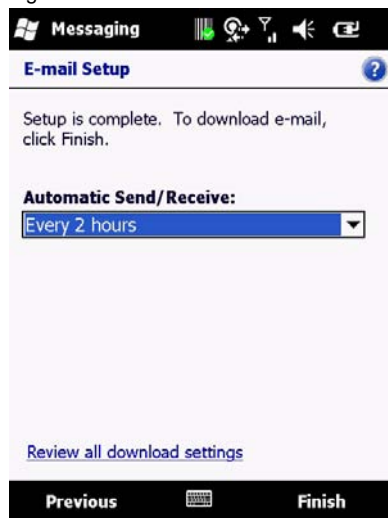 Messaging
E-mail Setup
?
Setup is complete. To download e-mail,
click Finish.
Automatic Send/Receive:
Every 2 hours
Review all download settings
Previous Finish